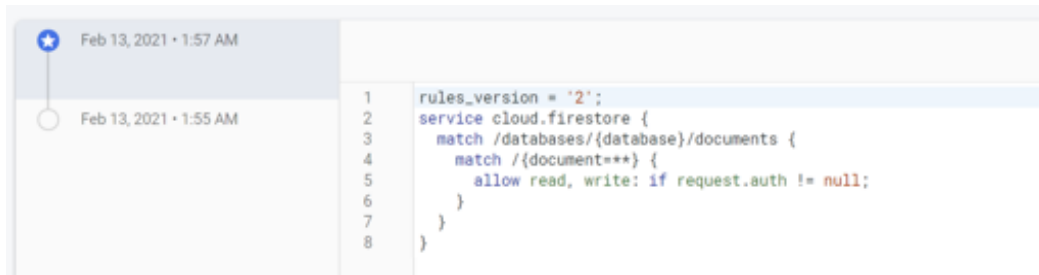 Feb 13, 2021 • 1:57 AM
Feb 13, 2021 • 1:55 AM
1 rules_version = '2';
2 service cloud.firestore {
3 match /databases/{database}/documents {
4 match /{document=**} {
5 allow read, write: if request.auth != null;
6 }
7 }
8 }